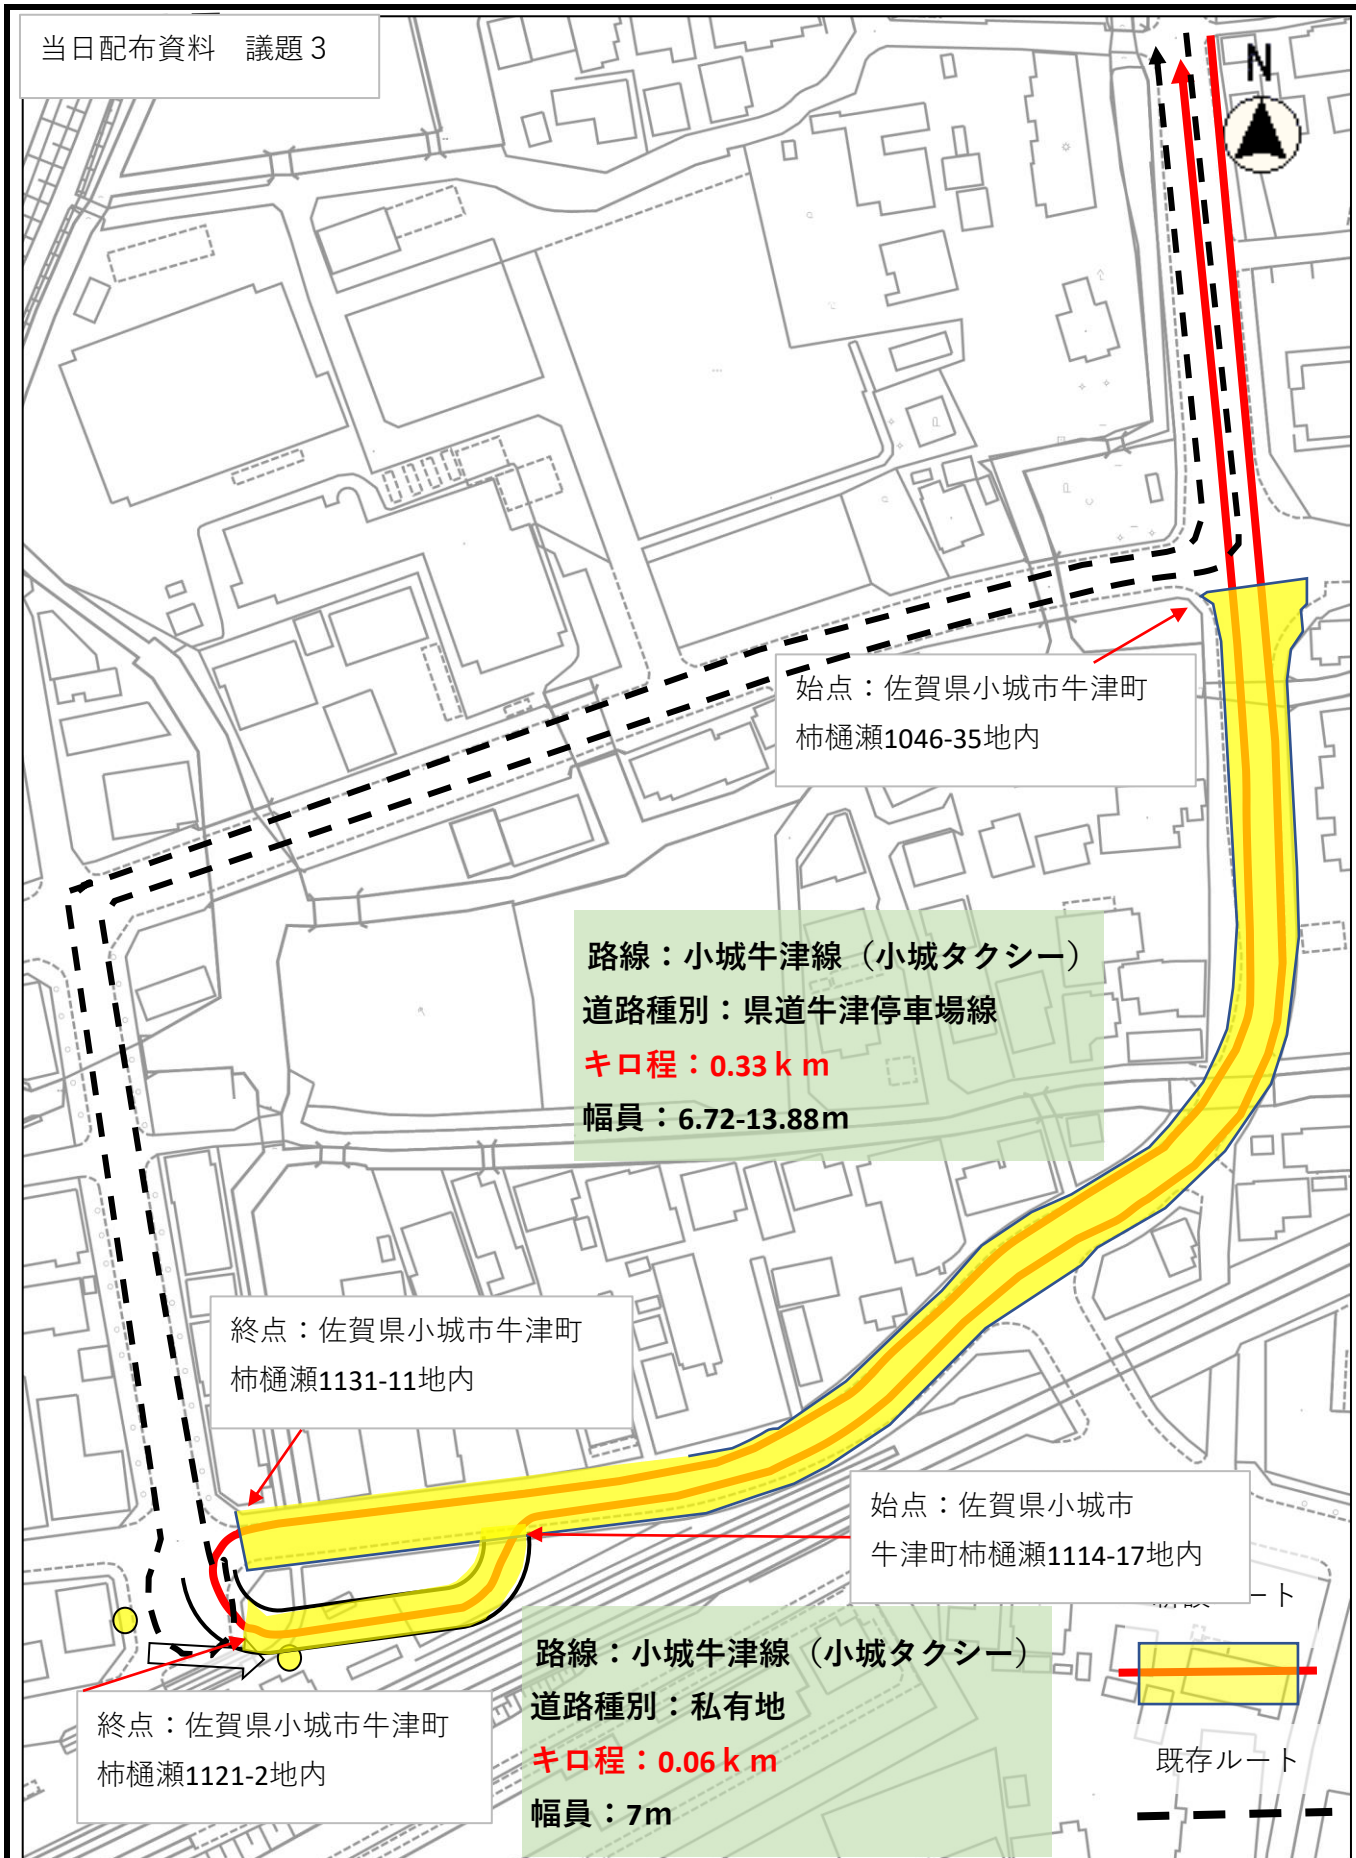 当日配布資料　議題３
N
始点：佐賀県小城市牛津町
柿樋瀬1046-35地内
路線：小城牛津線（小城タクシー）
道路種別：県道牛津停車場線
キロ程：0.33ｋｍ
幅員：6.72-13.88ｍ
終点：佐賀県小城市牛津町
柿樋瀬1131-11地内
始点：佐賀県小城市
牛津町柿樋瀬1114-17地内
ート
路線：小城牛津線（小城タクシー）
道路種別：私有地
キロ程：0.06ｋｍ
幅員：7ｍ
終点：佐賀県小城市牛津町
柿樋瀬1121-2地内
既存ルート